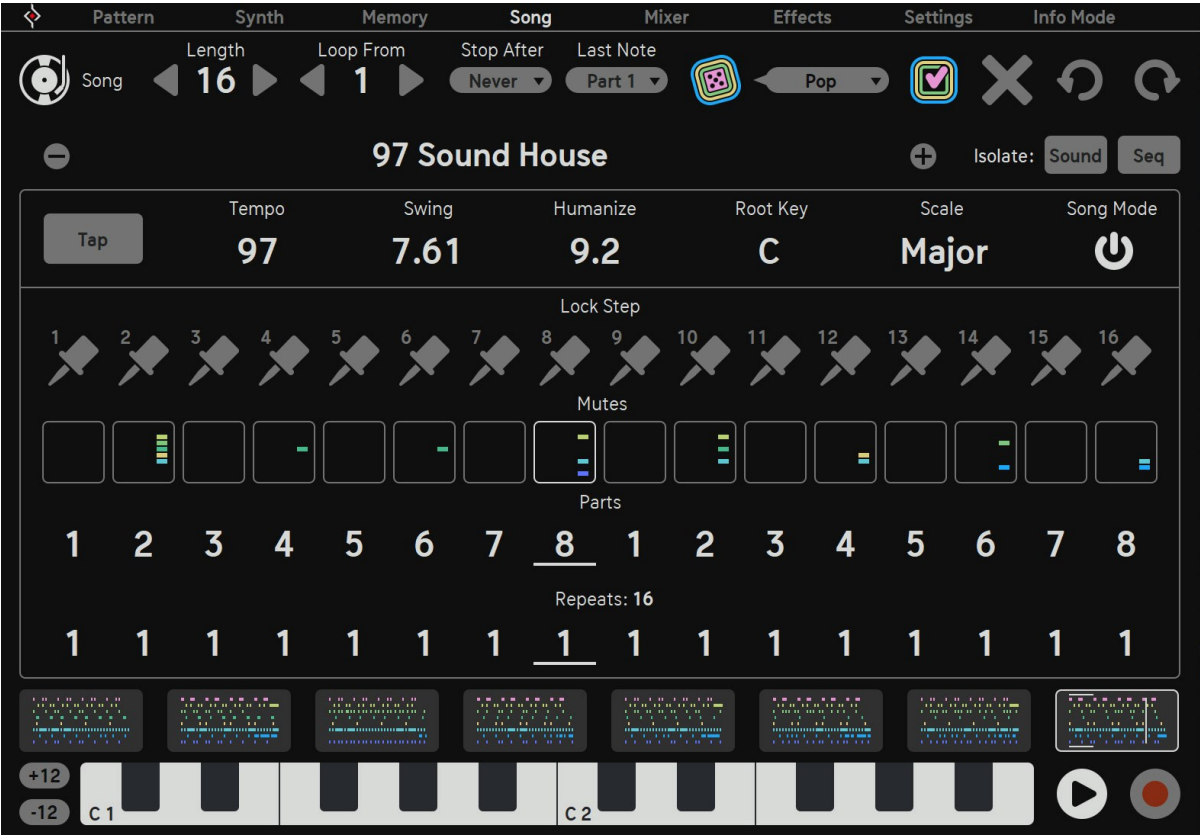 Pattern Synth Memory Song Mixer Effects Settings Info Mode
Length Loop From Stop After Last Note
Song 16 1 Never Part 1 Pop
97 Sound House Isolate: Sound Seq
Tempo Swing Humanize Root Key Scale Song Mode
Tap 97 7.61 9.2 C Major
Lock Step
1 2 3 4 5 6 7 8 9 10 11 12 13 14 15 16
Mutes
Parts
1 2 3 4 5 6 7 8 1 2 3 4 5 6 7 8
Repeats: 16
1 1 1 1 1 1 1 1 1 1 1 1 1 1 1 1
+12
-12 C 1 C 2